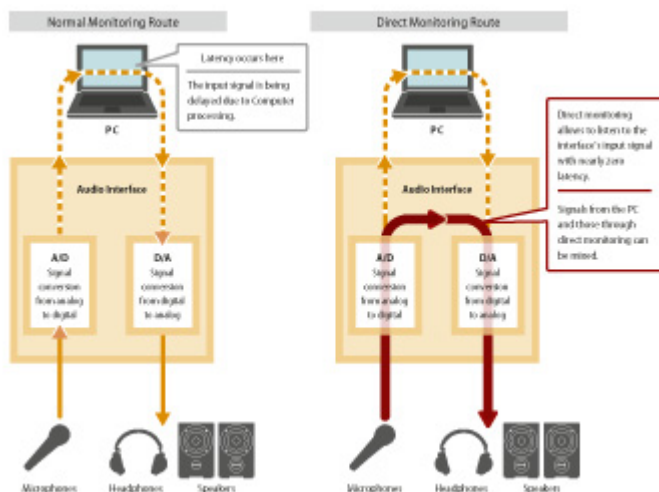 Normal Monitoring Route
Latency occurs here
The input signal is being
delayed due to Computer
processing.
PC
Audio Interface
A/D
Signal
conversion
from analog
to digital
D/A
Signal
conversion
from digital
to analog
Microphones
Headphones
Speakers
Direct Monitoring Route
PC
Direct monitoring
allows to listen to the
interface's input signal
with nearly zero
latency.
Signals from the PC
and those through
direct monitoring can
be mixed.
Audio Interface
A/D
Signal
conversion
from analog
to digital
D/A
Signal
conversion
from digital
to analog
Microphones
Headphones
Speakers